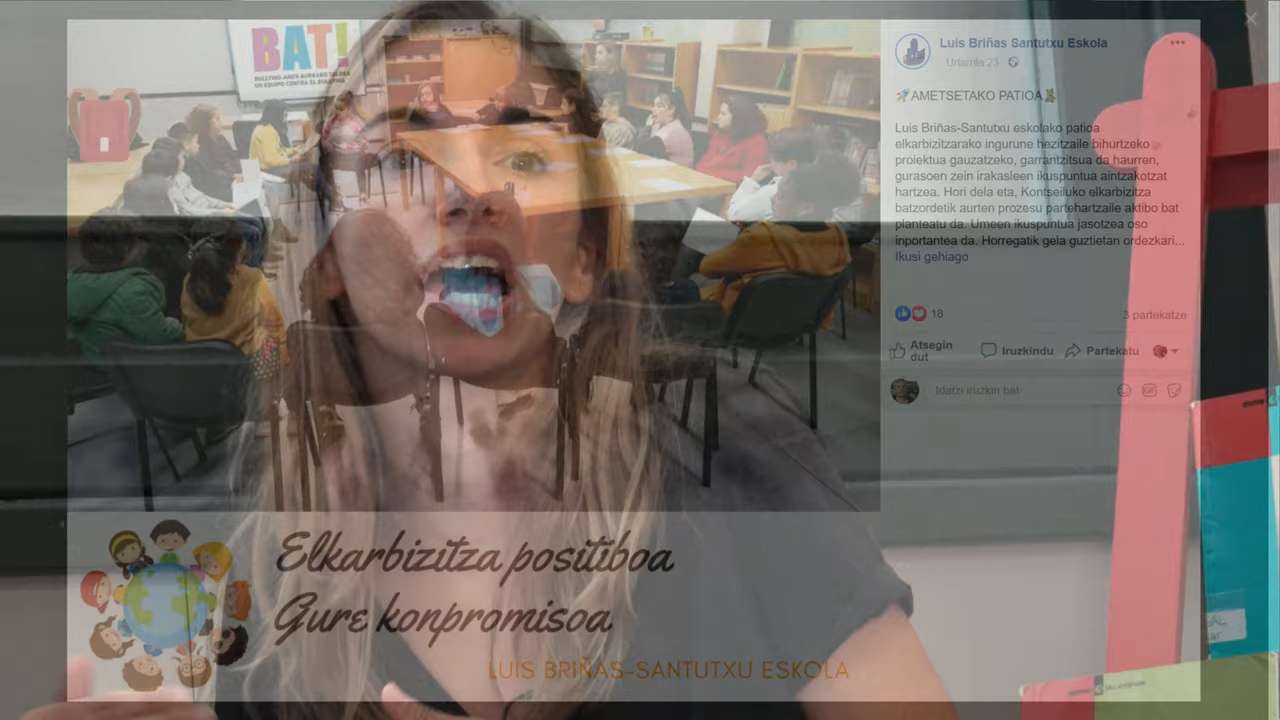 BAT!
BULLYING-AREN AURKAKO TALDEA
UN EQUIPO CONTRA EL BULLYING
Luis Briñas Santutxu Eskola
Urtarrila 23
AMETSETAKO PATIOA
Luis Briñas-Santutxu eskolako patioa
elkarbizitzarako ingurune hezitzaile bihurtzeko
proiektua gauzatzeko, garrantzitsua da haurren,
gurasoen zein irakasleen ikuspuntua aintzakotzat
hartzea. Hori dela eta, Kontseiluko elkarbizitza
batzordetik aurten prozesu partehartzaile aktibo bat
planteatu da. Umeen ikuspuntua jasotzea oso
inportantea da. Horregatik gela guztietan ordezkari...
Ikusi gehiago
18
3 partekatze
Atsegin dut
Iruzkindu
Partekatu
Idatzi iruzkin bat
GIF
Elkarbizitza positiboa
Gure konpromisoa
LUIS BRIÑAS-SANTUTXU ESKOLA